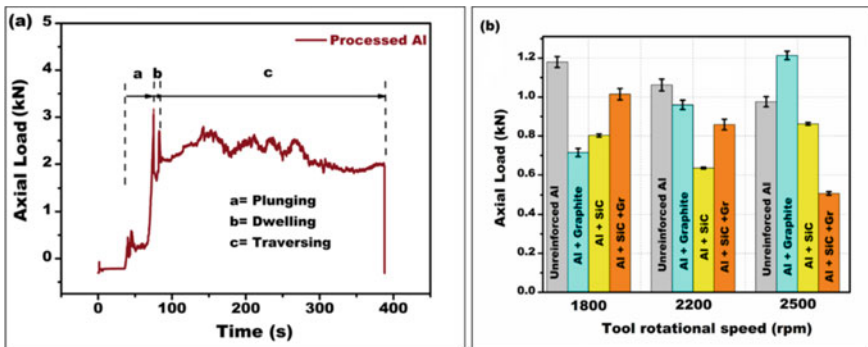 (a)
5
4
3
2
1
0
Axial Load (kN)
Processed Al
a
b
c
a= Plunging
b= Dwelling
c= Traversing
0
100
200
300
400
Time (s)
(b)
1.2
1.0
0.8
0.6
0.4
0.2
0.0
Axial Load (kN)
Unreinforced Al
Al + Graphite
Al + SiC
Al + SiC +Gr
Unreinforced Al
Al + Graphite
Al + SiC
Al + SiC +Gr
Unreinforced Al
Al + Graphite
Al + SiC
Al + SiC +Gr
1800
2200
2500
Tool rotational speed (rpm)